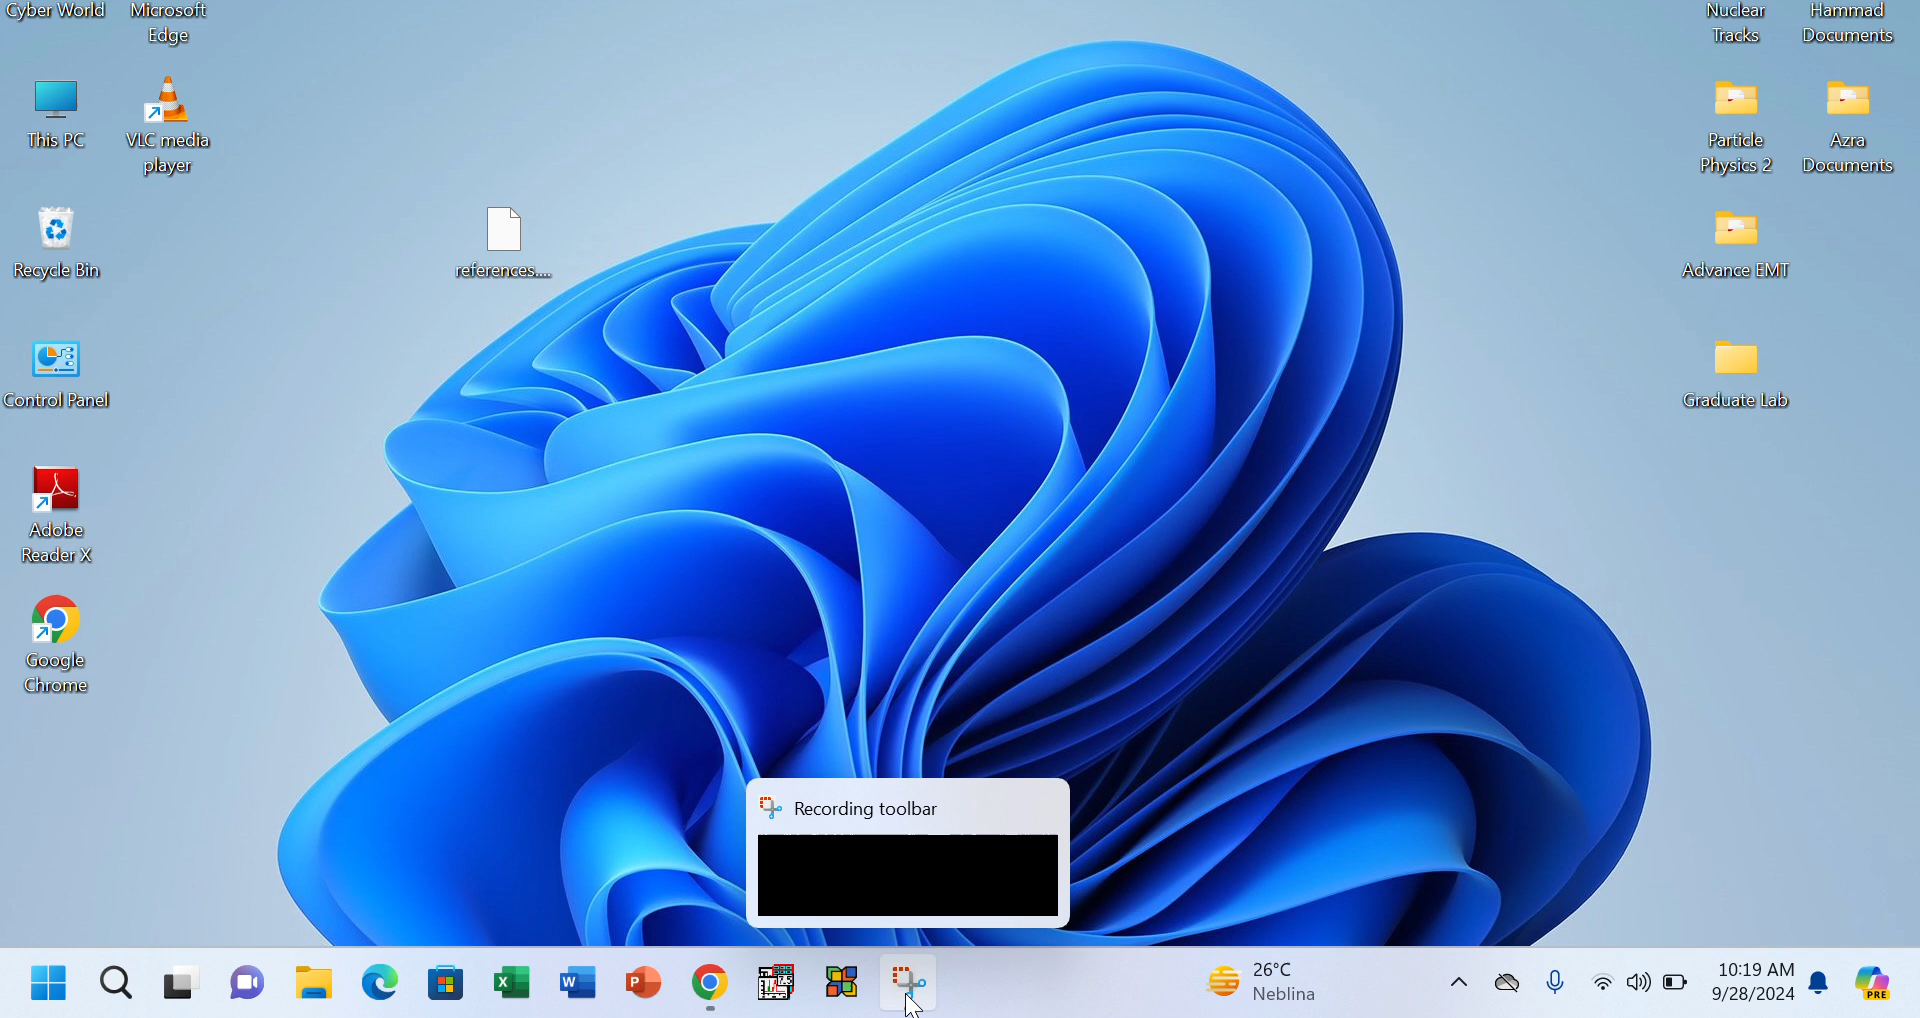 Cyber World
Microsoft
Edge
Nuclear
Tracks
Hammad
Documents
This PC
VLC media
player
Particle
Physics 2
Azra
Documents
Recycle Bin
references....
Advance EMT
Control Panel
Graduate Lab
Adobe
Reader X
Google
Chrome
Recording toolbar
26°C
Neblina
10:19 AM
9/28/2024
PRE